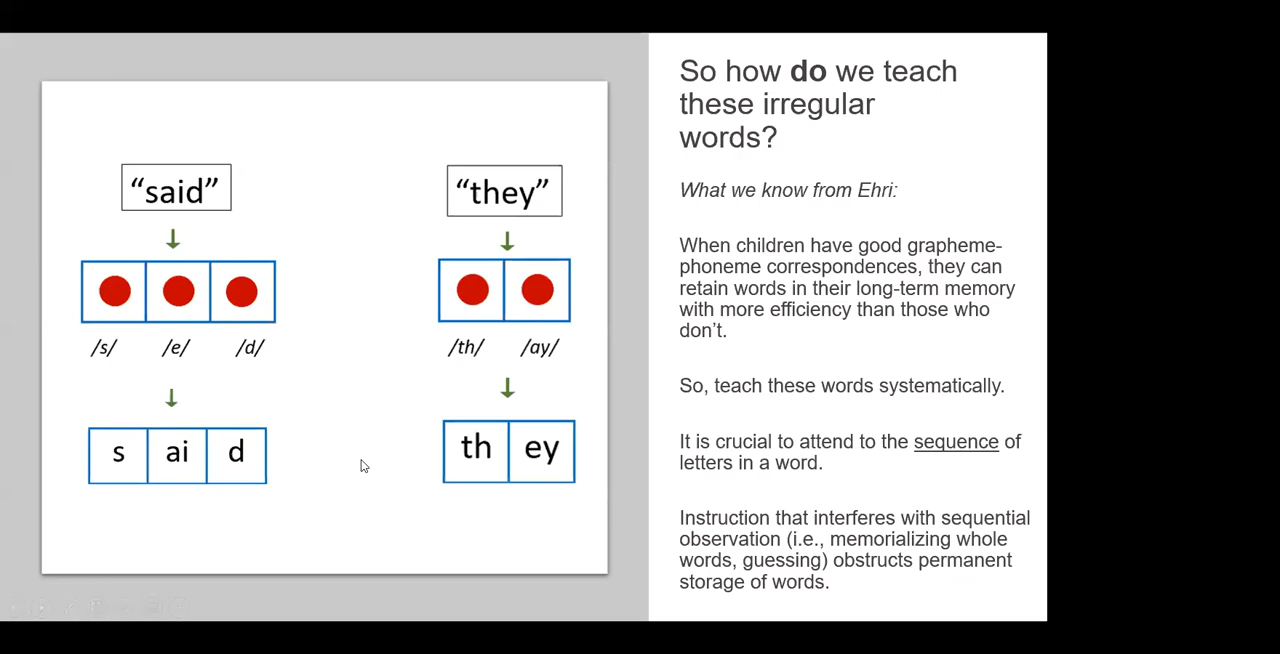 “said”
“they”
/s/ /e/ /d/
/th/ /ay/
s ai d
th ey
So how do we teach
these irregular
words?
What we know from Ehri:
When children have good grapheme-
phoneme correspondences, they can
retain words in their long-term memory
with more efficiency than those who
don’t.
So, teach these words systematically.
It is crucial to attend to the sequence of
letters in a word.
Instruction that interferes with sequential
observation (i.e., memorializing whole
words, guessing) obstructs permanent
storage of words.